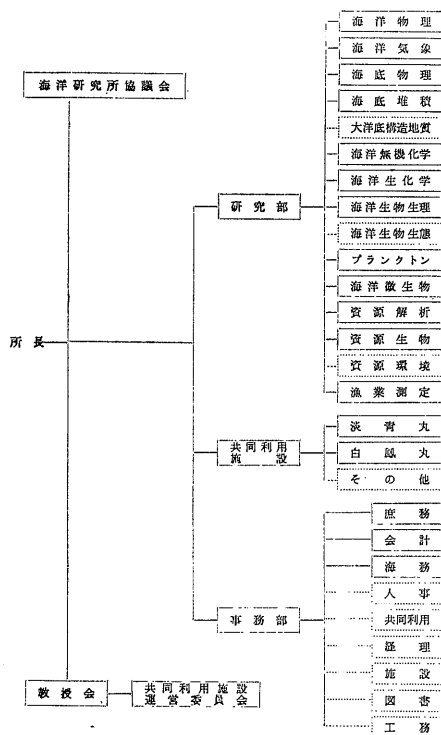 海洋物理
海洋気象
海底物理
海洋研究所協議会
海底堆積
大洋底構造地質
海洋無機化学
海洋生化学
研究部
海洋生物生理
海洋生物生態
プランクトン
海洋微生物
資源解析
所長
資源生物
資源環境
漁業測定
淡青丸
共同利用
施設
白鳳丸
その他
庶務
会計
海務
人事
事務部
共同利用
経理
施設
教授会
共同利用施設
運営委員会
図書
工務